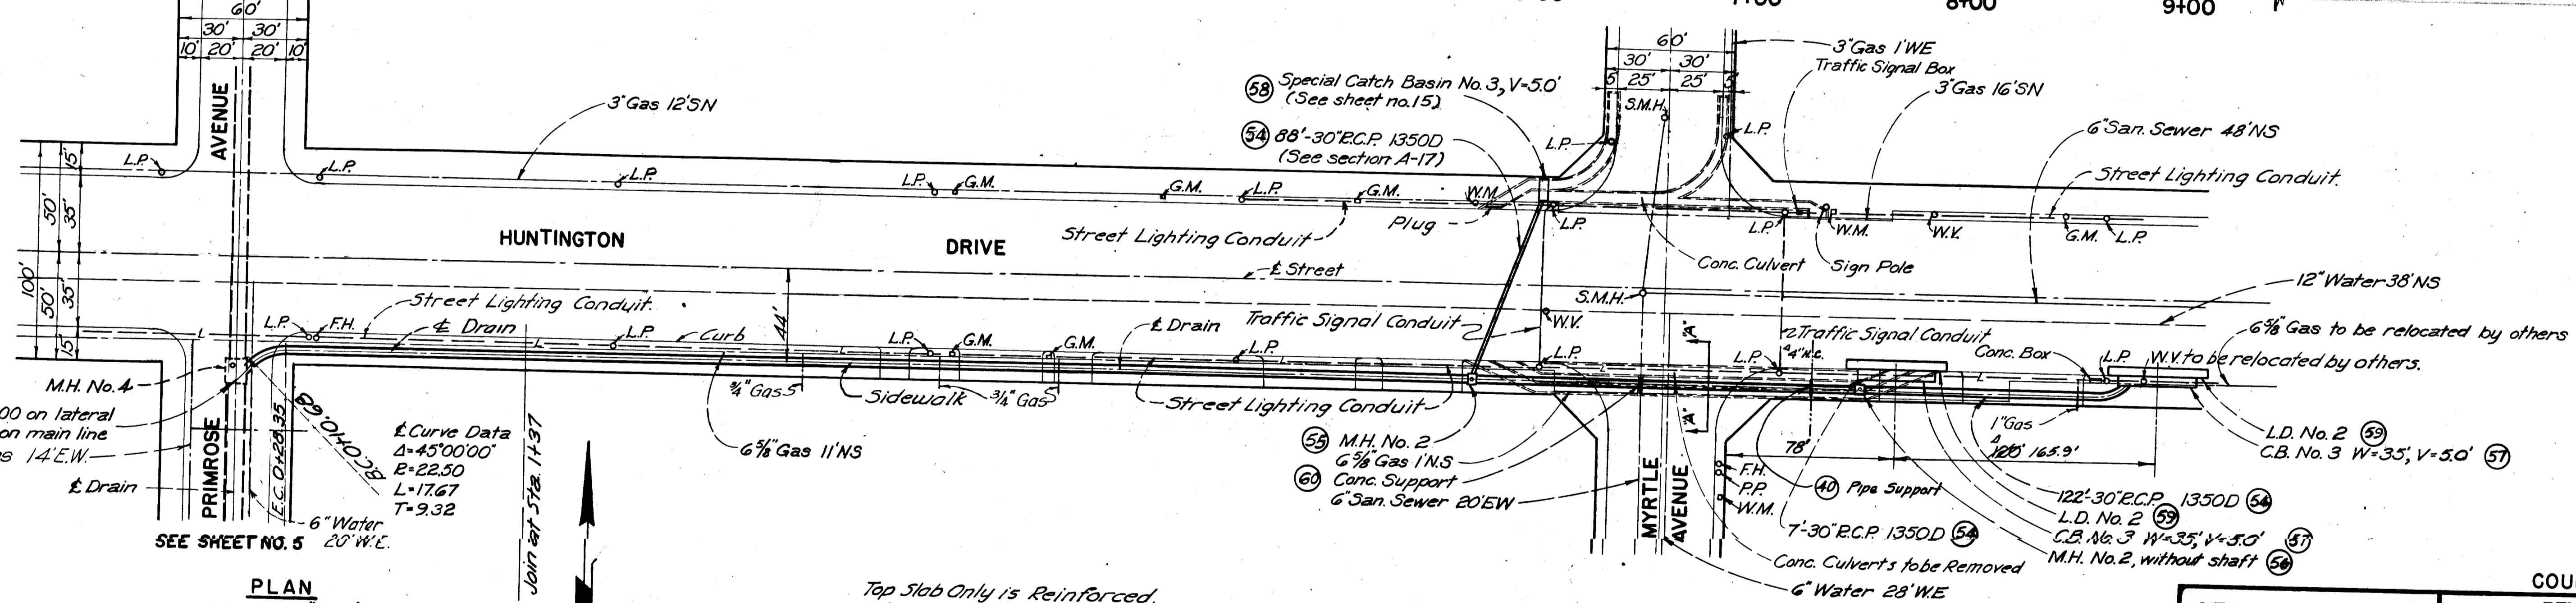 8+00
9+00
60'
30' 30'
10' 20' 20' 10'
AVENUE
3"Gas 12'SN
58 Special Catch Basin No. 3, V=5.0'
(See sheet no.15)
54 88'-30"R.C.P. 1350D
(See section A-17)
60'
30' 30'
5' 25' 25' 5'
S.M.H.
3"Gas 1'WE
Traffic Signal Box
3"Gas 16'SN
6"San. Sewer 48'NS
Street Lighting Conduit.
L.P.
L.P.
L.P.
L.P.
L.P.
G.M.
G.M.
L.P.
G.M.
W.M.
L.P.
L.P.
Plug
L.P.
L.P.
W.M.
W.V.
G.M.
L.P.
15'
35'
50'
100'
50'
35'
15'
HUNTINGTON
DRIVE
Street Lighting Conduit
℄ Street
Conc. Culvert
Sign Pole
S.M.H.
12" Water 38'NS
Street Lighting Conduit.
L.P.
F.H.
℄ Drain
L.P.
Curb
44'
L.P.
G.M.
G.M.
℄ Drain
L.P.
Traffic Signal Conduit
W.V.
L.P.
"A"
"A"
L.P.
Traffic Signal Conduit
Conc. Box
L.P.
W.V. to be relocated by others.
6 5/8" Gas to be relocated by others
M.H. No. 4
00 on lateral
on main line
14'E.W.
℄ Drain
PRIMROSE
E.C. 0+28.35
B.C. 0+10.68
℄ Curve Data
Δ=45°00'00"
R=22.50
L=17.67
T=9.32
6" Water
20' W.E.
SEE SHEET NO. 5
PLAN
Join at Sta. 1+37
6 5/8" Gas 11'NS
3/4" Gas
Sidewalk
3/4" Gas
Street Lighting Conduit
55 M.H. No. 2
6 5/8" Gas 1'N.S
60 Conc. Support
6"San. Sewer 20'EW
MYRTLE
AVENUE
F.H.
P.P.
W.M.
78'
165.9'
1"Gas
40 Pipe Support
7'-30"R.C.P. 1350D 54
Conc. Culverts to be Removed
6" Water 28' W.E
L.D. No. 2 59
C.B. No. 3 W=35', V=5.0' 57
122'-30"R.C.P. 1350D 54
L.D. No. 2 59
C.B. No. 3 W=35', V=5.0' 57
M.H. No. 2, without shaft 56
Top Slab Only is Reinforced.
COU